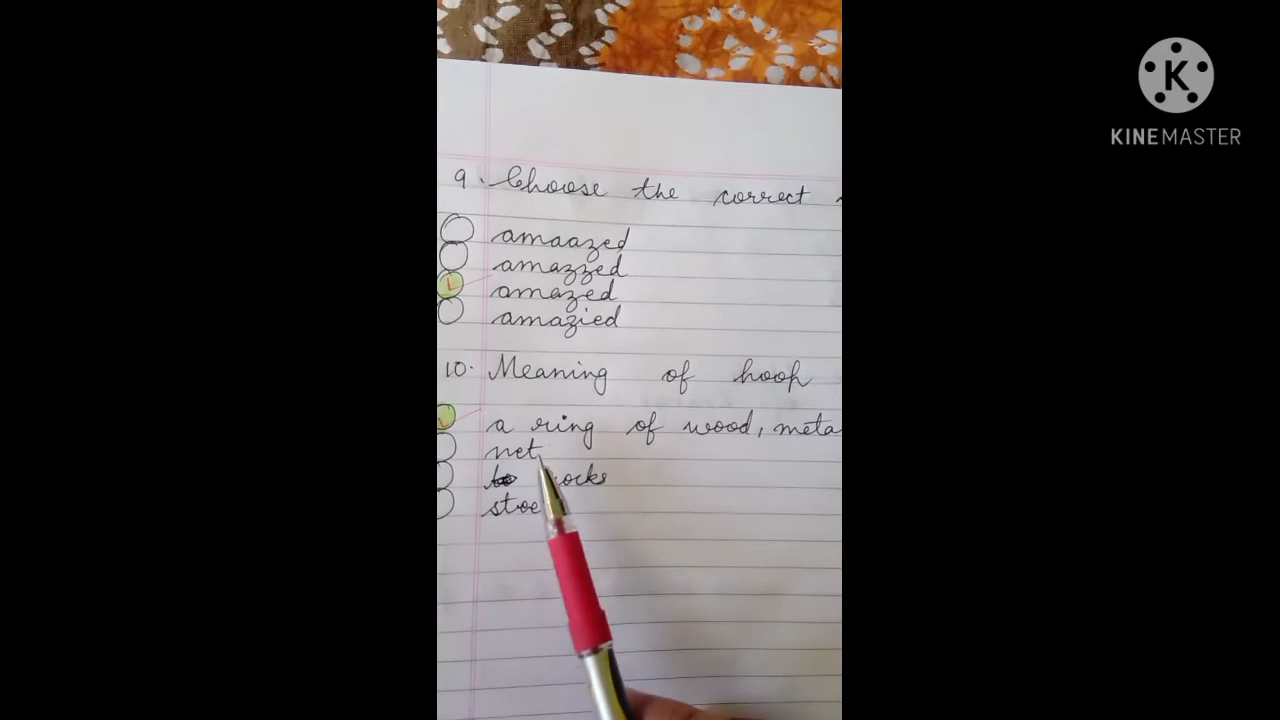 9. Choose the correct
amaazed
amazzed
amazed
amazied
10. Meaning of hoop
a ring of wood, meta
net
ocks
stoe
K
KINEMASTER